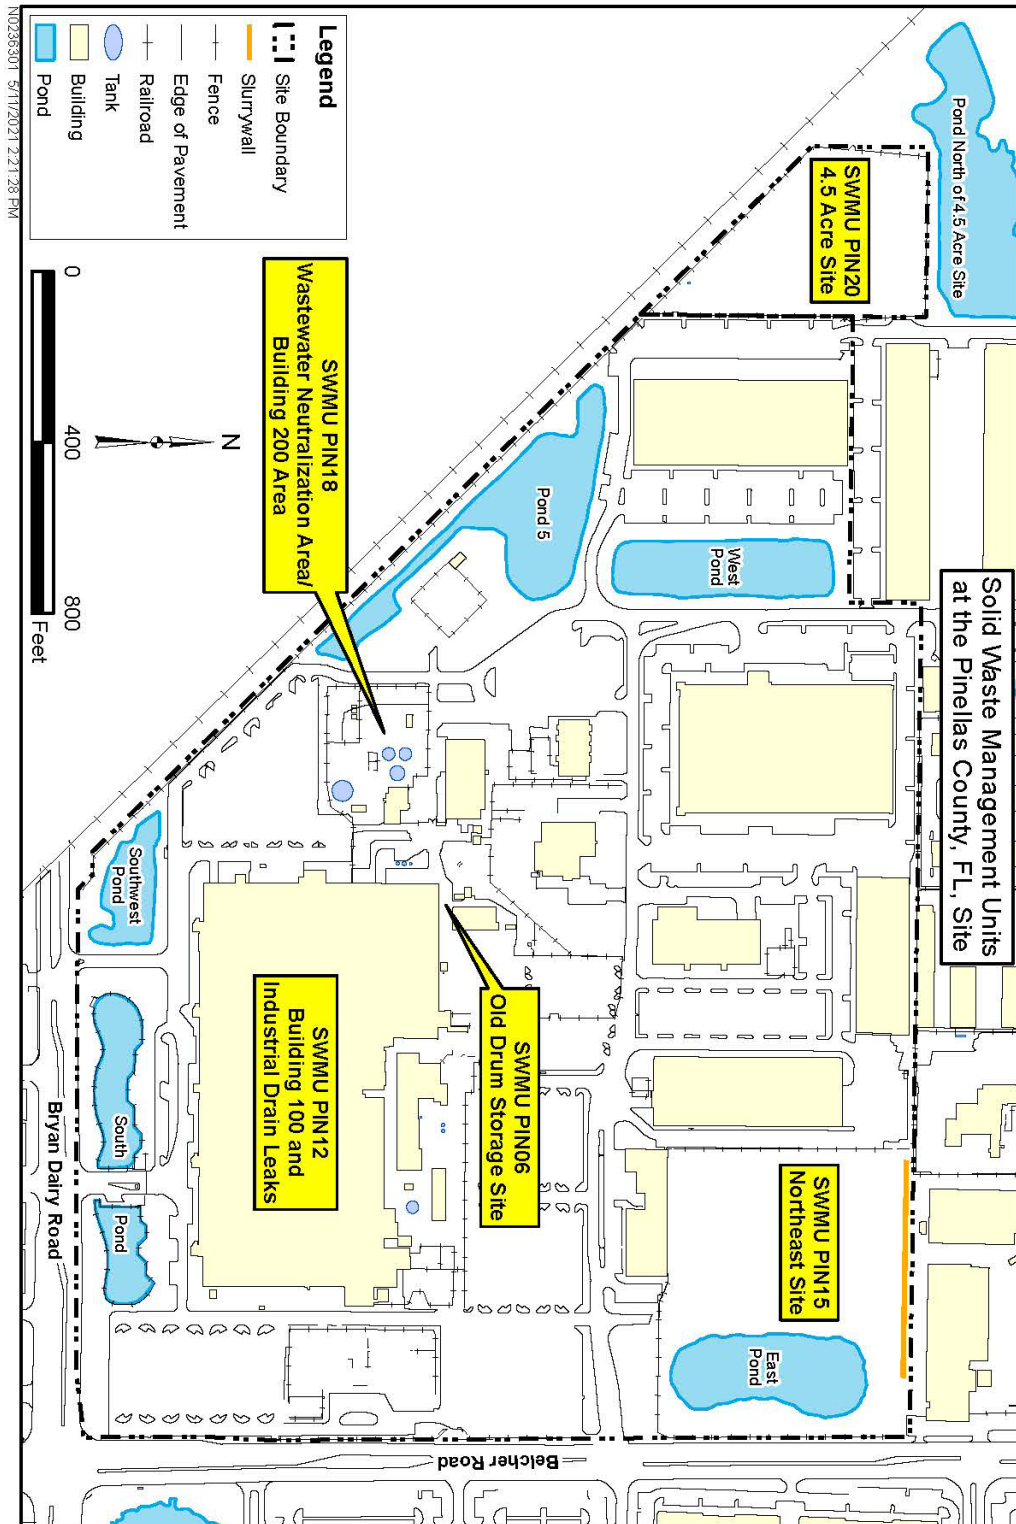 Solid Waste Management Units
at the Pinellas County, FL, Site
Pond North of 4.5 Acre Site
SWMU PIN20
4.5 Acre Site
West
Pond
Pond 5
SWMU PIN15
Northeast Site
East
Pond
SWMU PIN06
Old Drum Storage Site
SWMU PIN18
Wastewater Neutralization Area/
Building 200 Area
SWMU PIN12
Building 100 and
Industrial Drain Leaks
Southwest
Pond
South
Pond
Bryan Dairy Road
Belcher Road
Legend
Site Boundary
Slurrywall
Fence
Edge of Pavement
Railroad
Tank
Building
Pond
N
0 400 800
Feet
N0236301 5/11/2021 2:21:28 PM